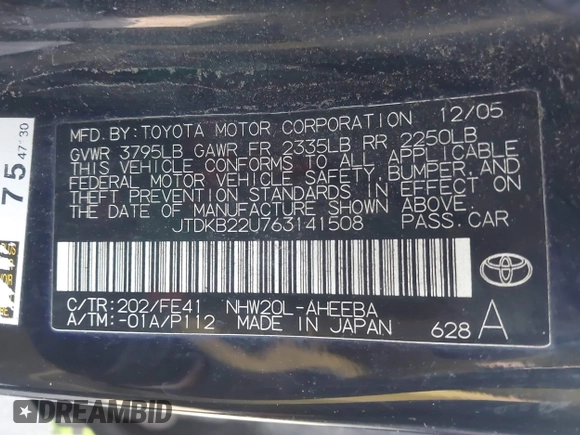 MFD. BY: TOYOTA MOTOR CORPORATION 12/05
GVWR 3795LB GAWR FR 2335LB RR 2250LB
THIS VEHICLE CONFORMS TO ALL APPLICABLE
FEDERAL MOTOR VEHICLE SAFETY, BUMPER, AND
THEFT PREVENTION STANDARDS IN EFFECT ON
THE DATE OF MANUFACTURE SHOWN ABOVE.
JTDKB22U763141508 PASS. CAR
C/TR: 202/FE41 NHW20L-AHEEBA
A/TM: -01A/P112 MADE IN JAPAN 628 A
75 47*30
DREAMBID